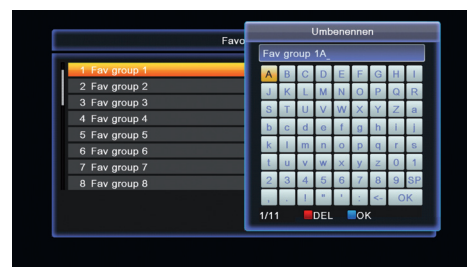 Favo
1 Fav group 1
2 Fav group 2
3 Fav group 3
4 Fav group 4
5 Fav group 5
6 Fav group 6
7 Fav group 7
8 Fav group 8
Umbenennen
Fav group 1A_
A B C D E F G H I
J K L M N O P Q R
S T U V W X Y Z a
b c d e f g h i j
k l m n o p q r s
t u v w x y z 0 1
2 3 4 5 6 7 8 9 SP
, . ! " ' : <- OK
1/11 DEL OK